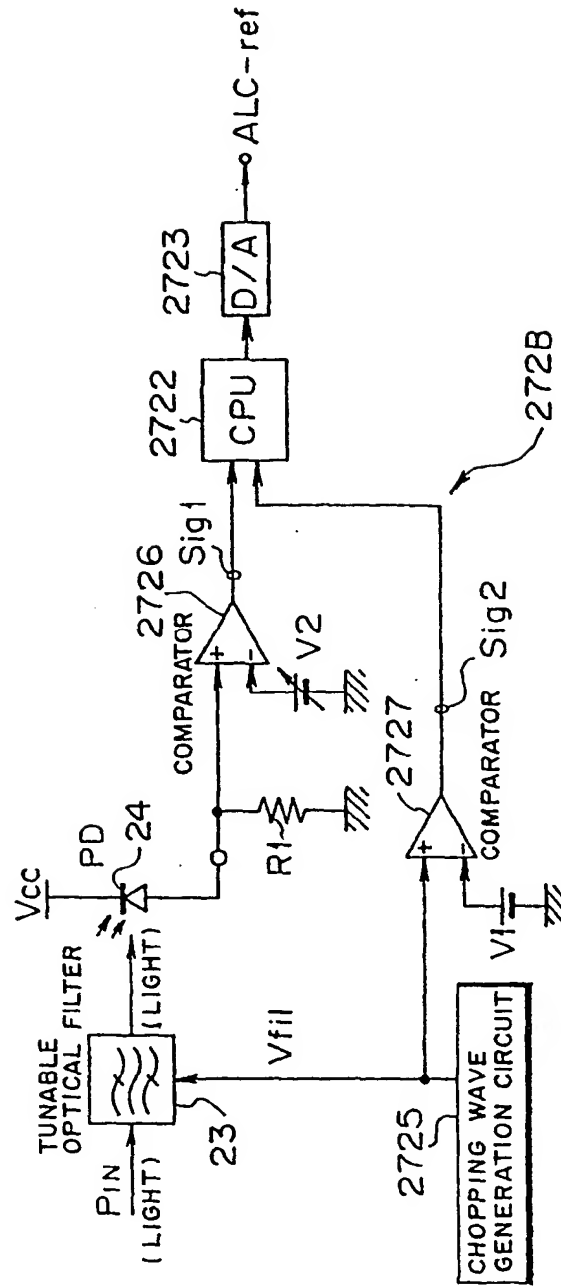 TUNABLE
OPTICAL FILTER
PIN
(LIGHT)
23
(LIGHT)
Vcc
PD
24
R1
COMPARATOR
2726
+
-
V2
Sig1
2722
CPU
2723
D/A
ALC-ref
Vfil
2725
CHOPPING WAVE
GENERATION CIRCUIT
V1
+
-
2727
COMPARATOR
Sig2
272B